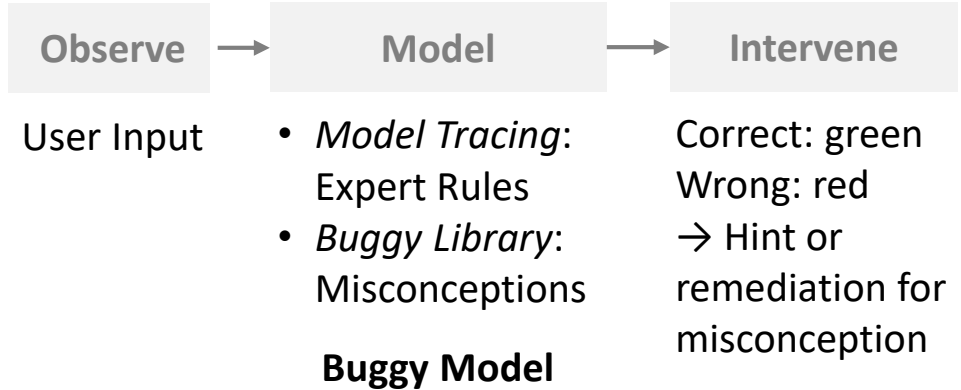 Observe → Model → Intervene
User Input
• Model Tracing:
Expert Rules
• Buggy Library:
Misconceptions
Buggy Model
Correct: green
Wrong: red
→ Hint or
remediation for
misconception